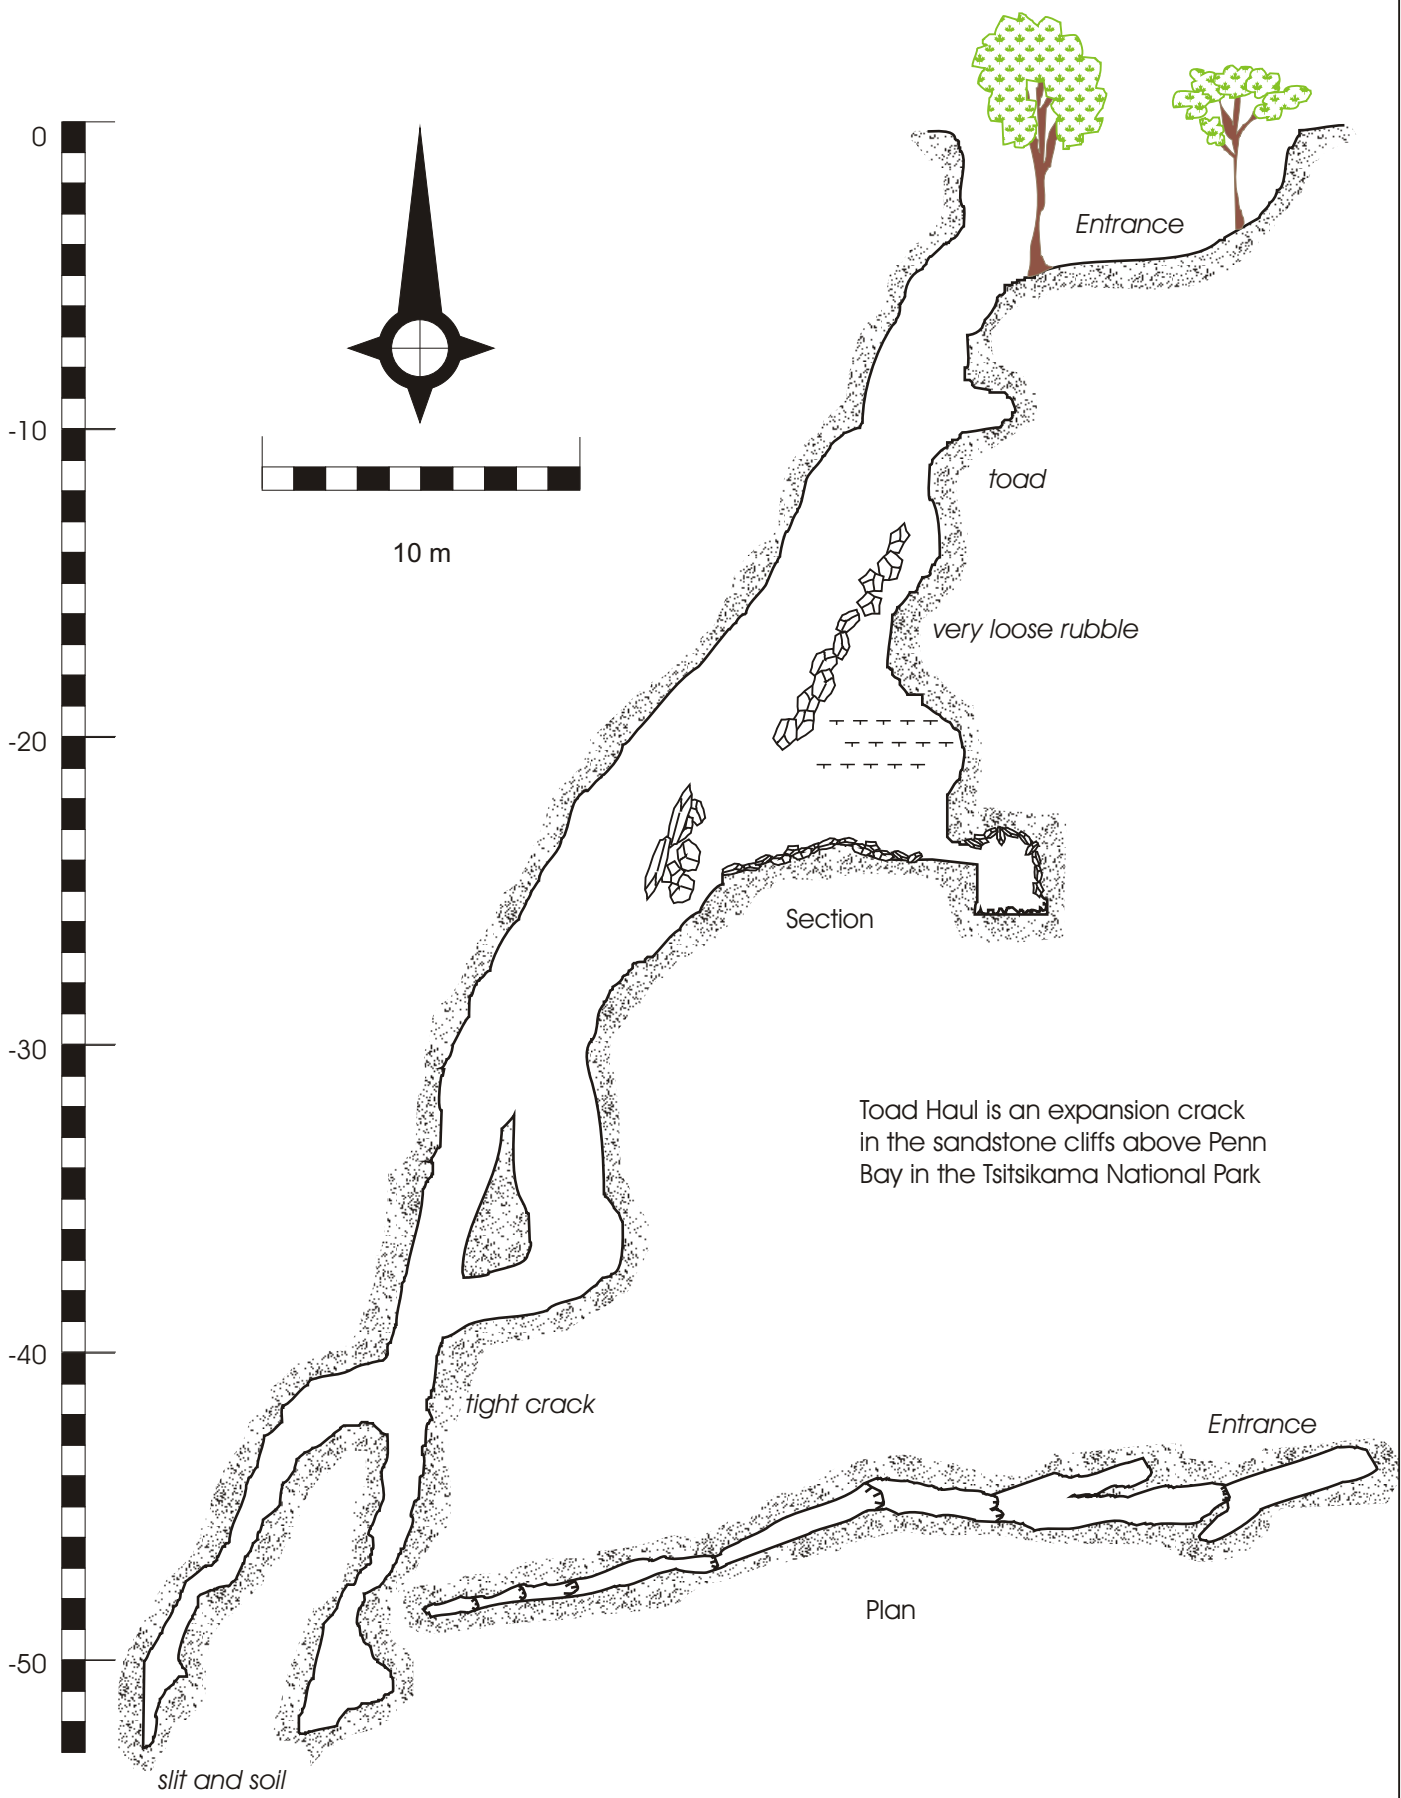 0
Entrance
-10
toad
10 m
very loose rubble
-20
Section
-30
Toad Haul is an expansion crack
in the sandstone cliffs above Penn
Bay in the Tsitsikama National Park
-40
tight crack
Entrance
Plan
-50
slit and soil